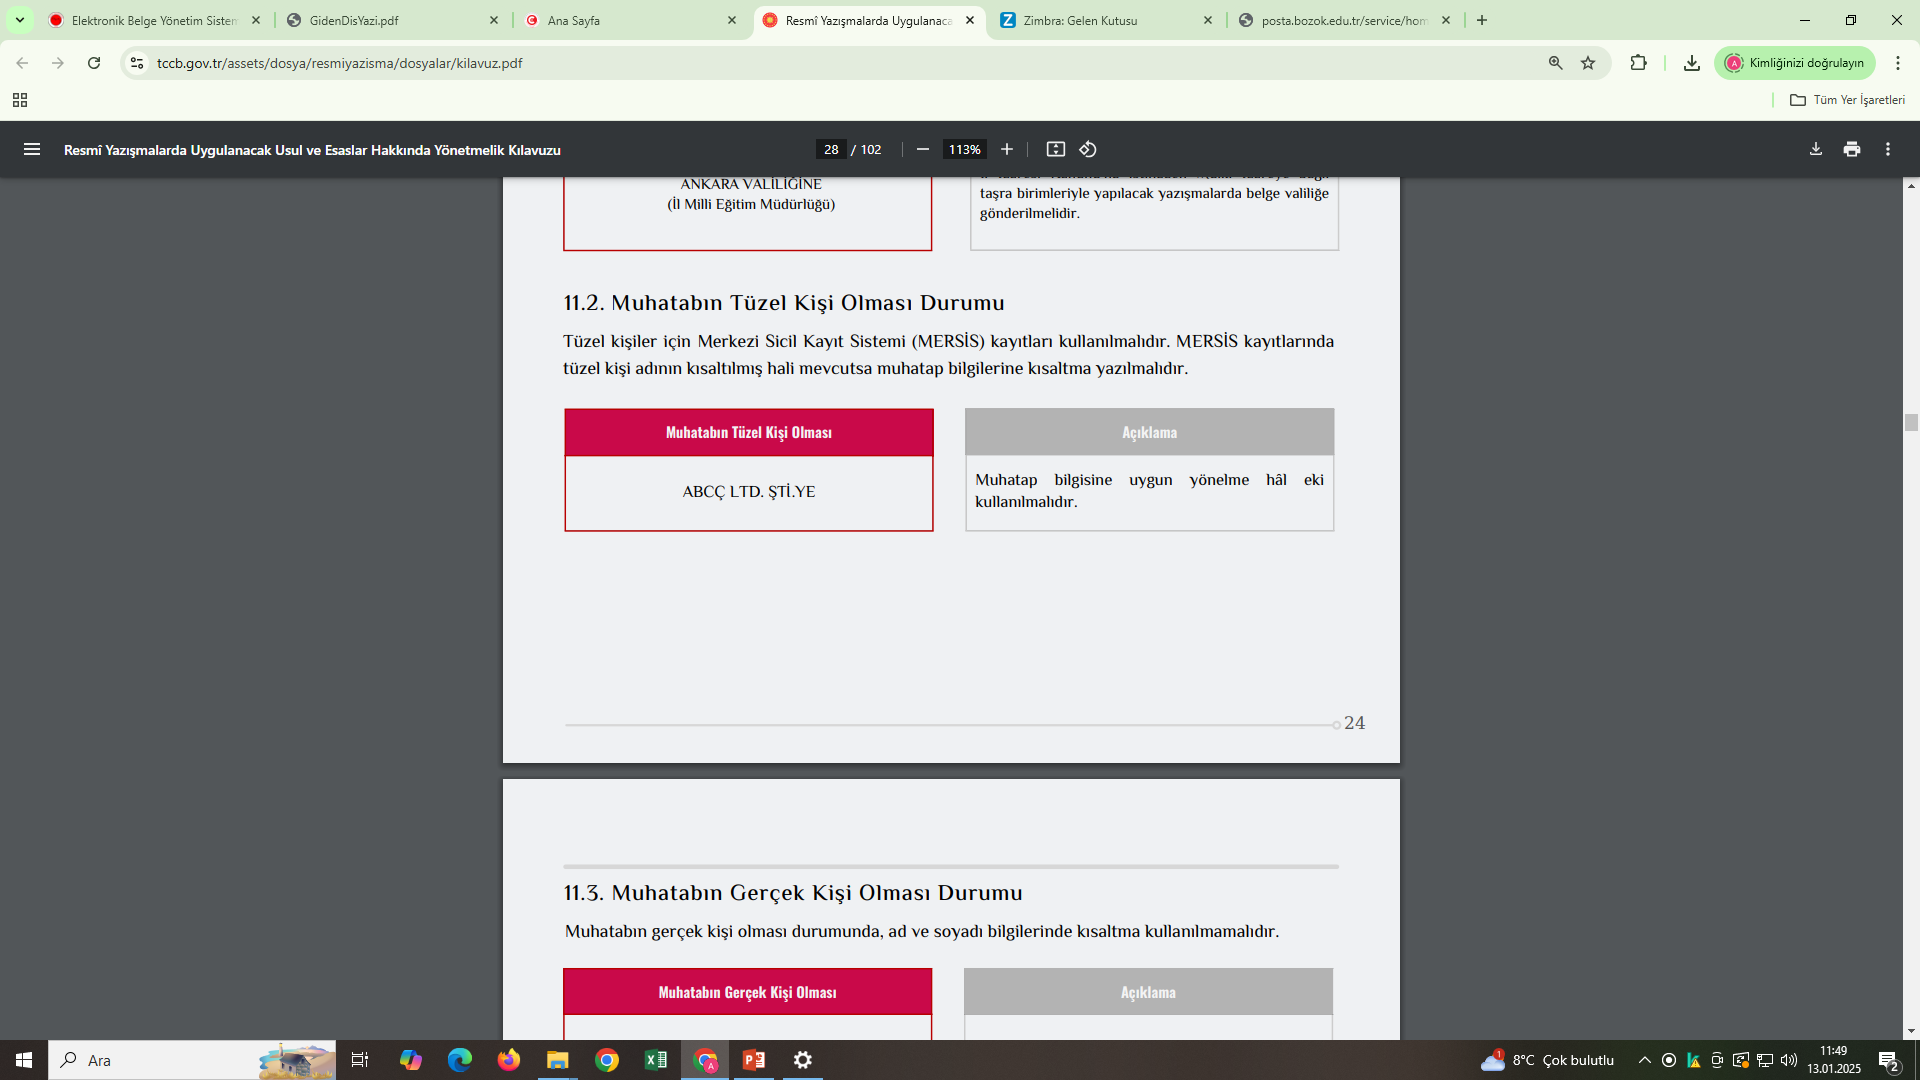 Elektronik Belge Yönetim Sistem
GidenDisYazi.pdf
Ana Sayfa
Resmî Yazışmalarda Uygulanaca
Zimbra: Gelen Kutusu
posta.bozok.edu.tr/service/hom
tccb.gov.tr/assets/dosya/resmiyazisma/dosyalar/kilavuz.pdf
Kimliğinizi doğrulayın
Tüm Yer İşaretleri
Resmî Yazışmalarda Uygulanacak Usul ve Esaslar Hakkında Yönetmelik Kılavuzu
28 / 102
113%
ANKARA VALİLİĞİNE
(İl Milli Eğitim Müdürlüğü)
taşra birimleriyle yapılacak yazışmalarda belge valiliğe
gönderilmelidir.
11.2. Muhatabın Tüzel Kişi Olması Durumu
Tüzel kişiler için Merkezi Sicil Kayıt Sistemi (MERSİS) kayıtları kullanılmalıdır. MERSİS kayıtlarında
tüzel kişi adının kısaltılmış hali mevcutsa muhatap bilgilerine kısaltma yazılmalıdır.
Muhatabın Tüzel Kişi Olması
Açıklama
ABCÇ LTD. ŞTİ.YE
Muhatap bilgisine uygun yönelme hâl eki
kullanılmalıdır.
24
11.3. Muhatabın Gerçek Kişi Olması Durumu
Muhatabın gerçek kişi olması durumunda, ad ve soyadı bilgilerinde kısaltma kullanılmamalıdır.
Muhatabın Gerçek Kişi Olması
Açıklama
Ara
8°C Çok bulutlu
11:49
13.01.2025